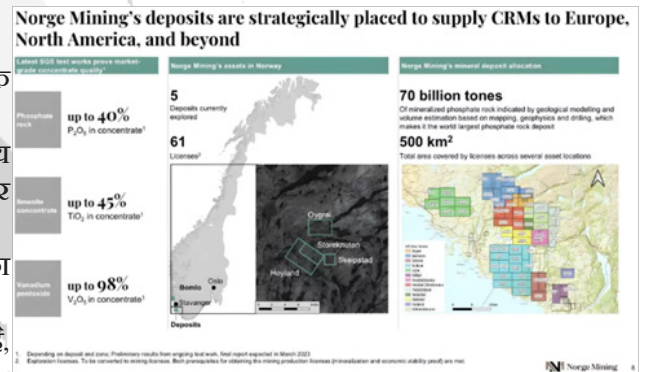 Norge Mining's deposits are strategically placed to supply CRMs to Europe,
North America, and beyond
Latest SGS test works prove market-
grade concentrate quality¹
Phosphate
rock
up to 40%
P₂O₅ in concentrate¹
Ilmenite
concentrate
up to 45%
TiO₂ in concentrate¹
Vanadium
pentoxide
up to 98%
V₂O₅ in concentrate¹
Norge Mining's assets in Norway
5
Deposits currently
explored
61
Licenses²
Oygrei
Storeknuten
Skeipstad
Høyland
Bømlo
Oslo
Stavanger
Deposits
Norge Mining's mineral deposit allocation
70 billion tones
Of mineralized phosphate rock indicated by geological modelling and
volume estimation based on mapping, geophysics and drilling, which
makes it the world largest phosphate rock deposit
500 km²
Total area covered by licenses across several asset locations
1. Depending on deposit and zone; Preliminary results from ongoing test work, final report expected in March 2023
2. Exploration licenses. To be converted to mining licenses. Both prerequisites for obtaining the mining production licenses (mineralization and economic viability proof) are met.
Norge Mining
8